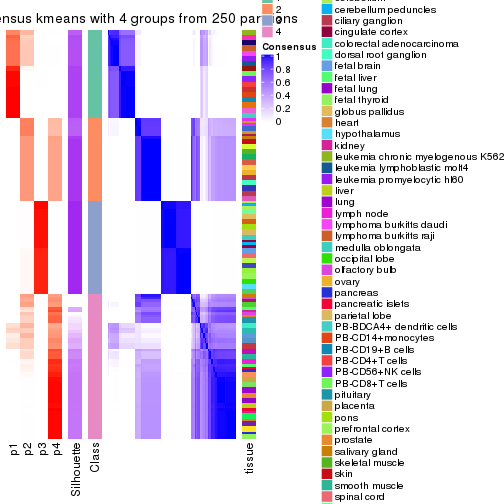 ensus kmeans with 4 groups from 250 partitions
2
4
Consensus
1
0.8
0.6
0.4
0.2
0
p1
p2
p3
p4
Silhouette
Class
tissue
cerebellum peduncles
ciliary ganglion
cingulate cortex
colorectal adenocarcinoma
dorsal root ganglion
fetal brain
fetal liver
fetal lung
fetal thyroid
globus pallidus
heart
hypothalamus
kidney
leukemia chronic myelogenous K562
leukemia lymphoblastic molt4
leukemia promyelocytic hl60
liver
lung
lymph node
lymphoma burkitts daudi
lymphoma burkitts raji
medulla oblongata
occipital lobe
olfactory bulb
ovary
pancreas
pancreatic islets
parietal lobe
PB-BDCA4+ dendritic cells
PB-CD14+monocytes
PB-CD19+B cells
PB-CD4+T cells
PB-CD56+NK cells
PB-CD8+T cells
pituitary
placenta
pons
prefrontal cortex
prostate
salivary gland
skeletal muscle
skin
smooth muscle
spinal cord